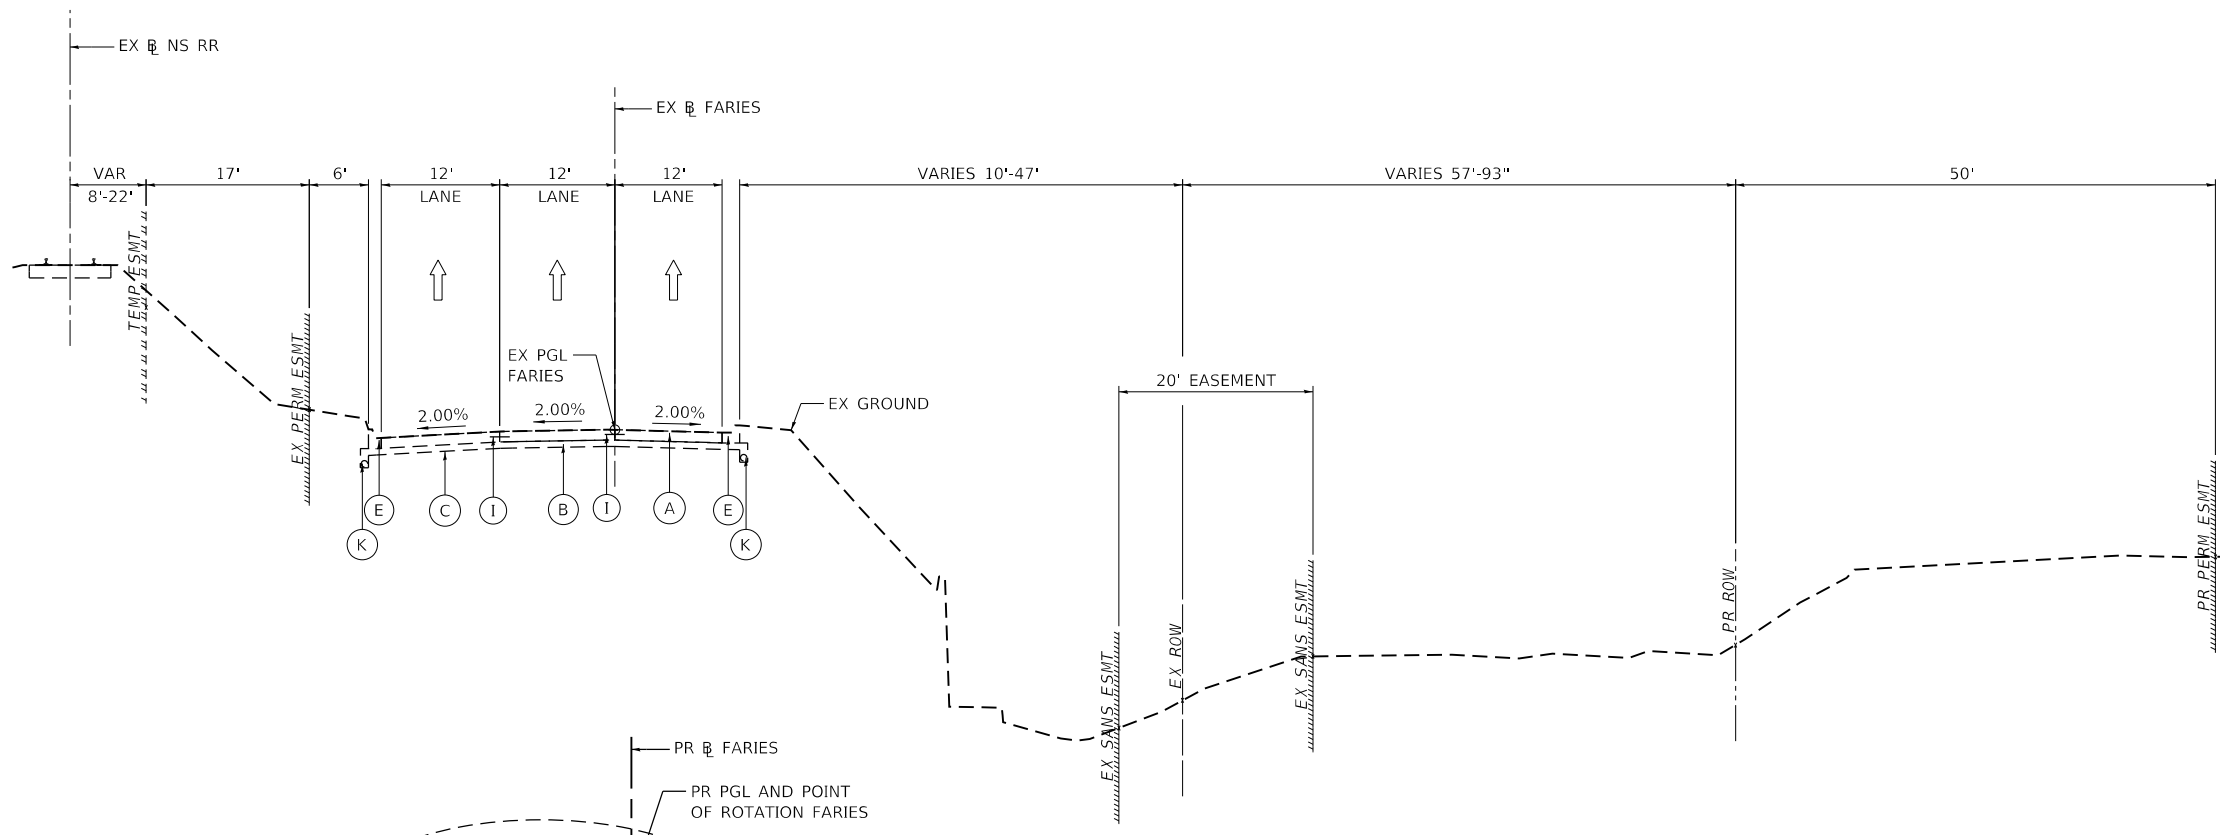 EX BL NS RR
EX BL FARIES
VAR
8'-22'
17'
6'
12'
LANE
12'
LANE
12'
LANE
VARIES 10'-47'
VARIES 57'-93"
50'
TEMP ESMT
EX PERM ESMT
EX PGL
FARIES
2.00%
2.00%
2.00%
EX GROUND
20' EASEMENT
E
C
I
B
I
A
E
K
K
EX SANS ESMT
EX ROW
EX SANS ESMT
PR ROW
PR PERM ESMT
PR BL FARIES
PR PGL AND POINT
OF ROTATION FARIES